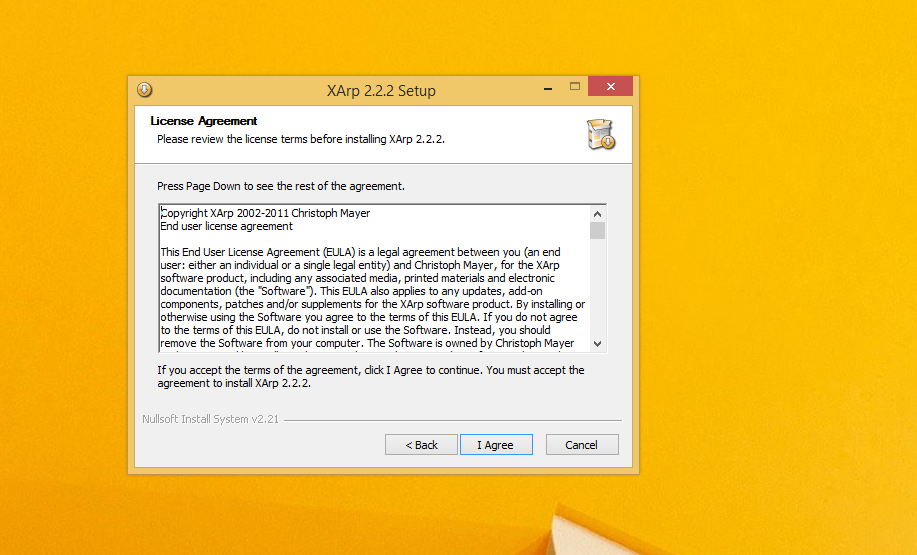 XArp 2.2.2 Setup
License Agreement
Please review the license terms before installing XArp 2.2.2.
Press Page Down to see the rest of the agreement.
Copyright XArp 2002-2011 Christoph Mayer
End user license agreement
This End User License Agreement (EULA) is a legal agreement between you (an end
user: either an individual or a single legal entity) and Christoph Mayer, for the XArp
software product, including any associated media, printed materials and electronic
documentation (the "Software"). This EULA also applies to any updates, add-on
components, patches and/or supplements for the XArp software product. By installing or
otherwise using the Software you agree to the terms of this EULA. If you do not agree
to the terms of this EULA, do not install or use the Software. Instead, you should
remove the Software from your computer. The Software is owned by Christoph Mayer
If you accept the terms of the agreement, click I Agree to continue. You must accept the
agreement to install XArp 2.2.2.
Nullsoft Install System v2.21
< Back
I Agree
Cancel